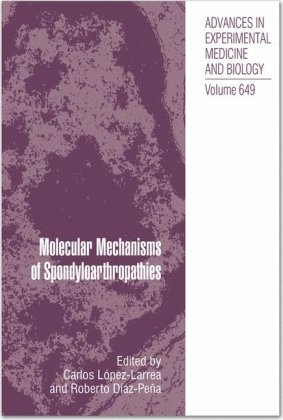 ADVANCES IN
EXPERIMENTAL
MEDICINE
AND BIOLOGY
Volume 649
Molecular Mechanisms
of Spondyloarthropathies
Edited by
Carlos López-Larrea
and Roberto Díaz-Peña